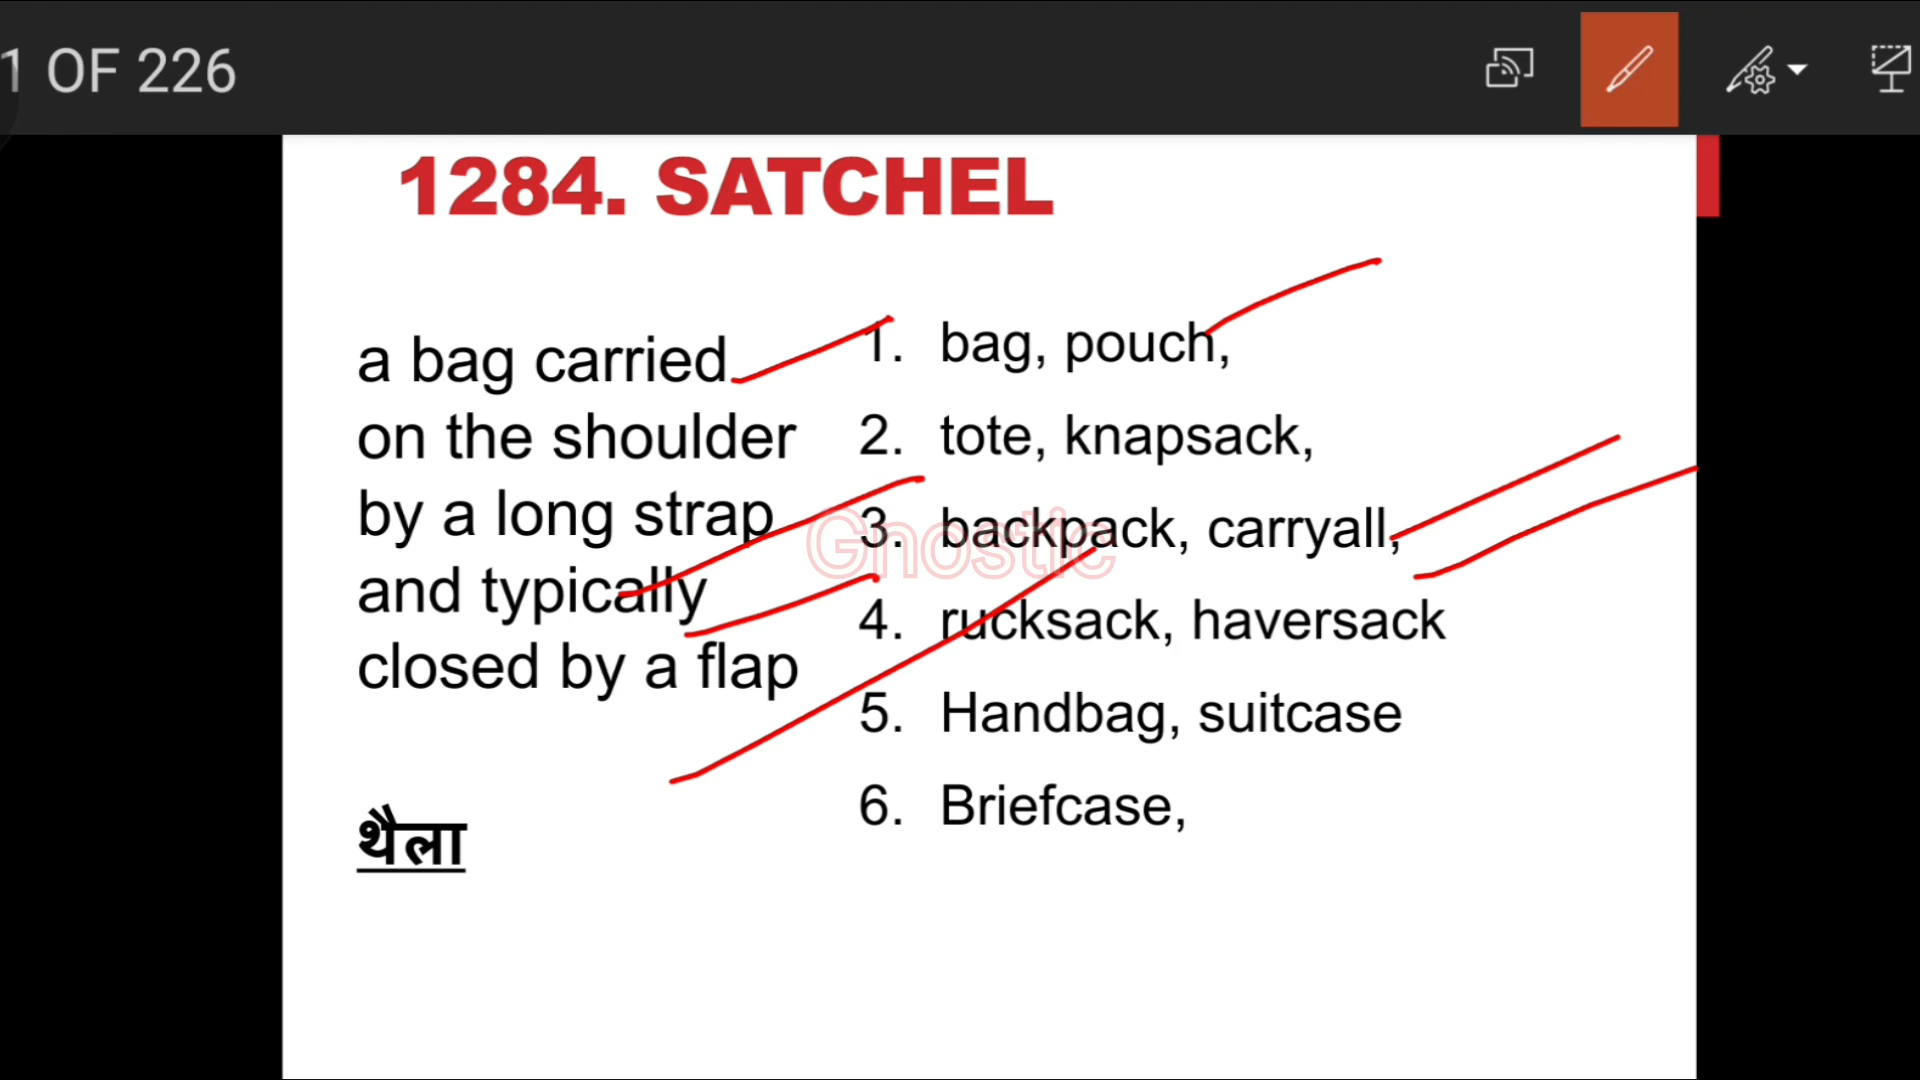 1 OF 226
1284. SATCHEL
a bag carried
on the shoulder
by a long strap
and typically
closed by a flap
थैला
1. bag, pouch,
2. tote, knapsack,
3. backpack, carryall,
4. rucksack, haversack
5. Handbag, suitcase
6. Briefcase,
Gnostic